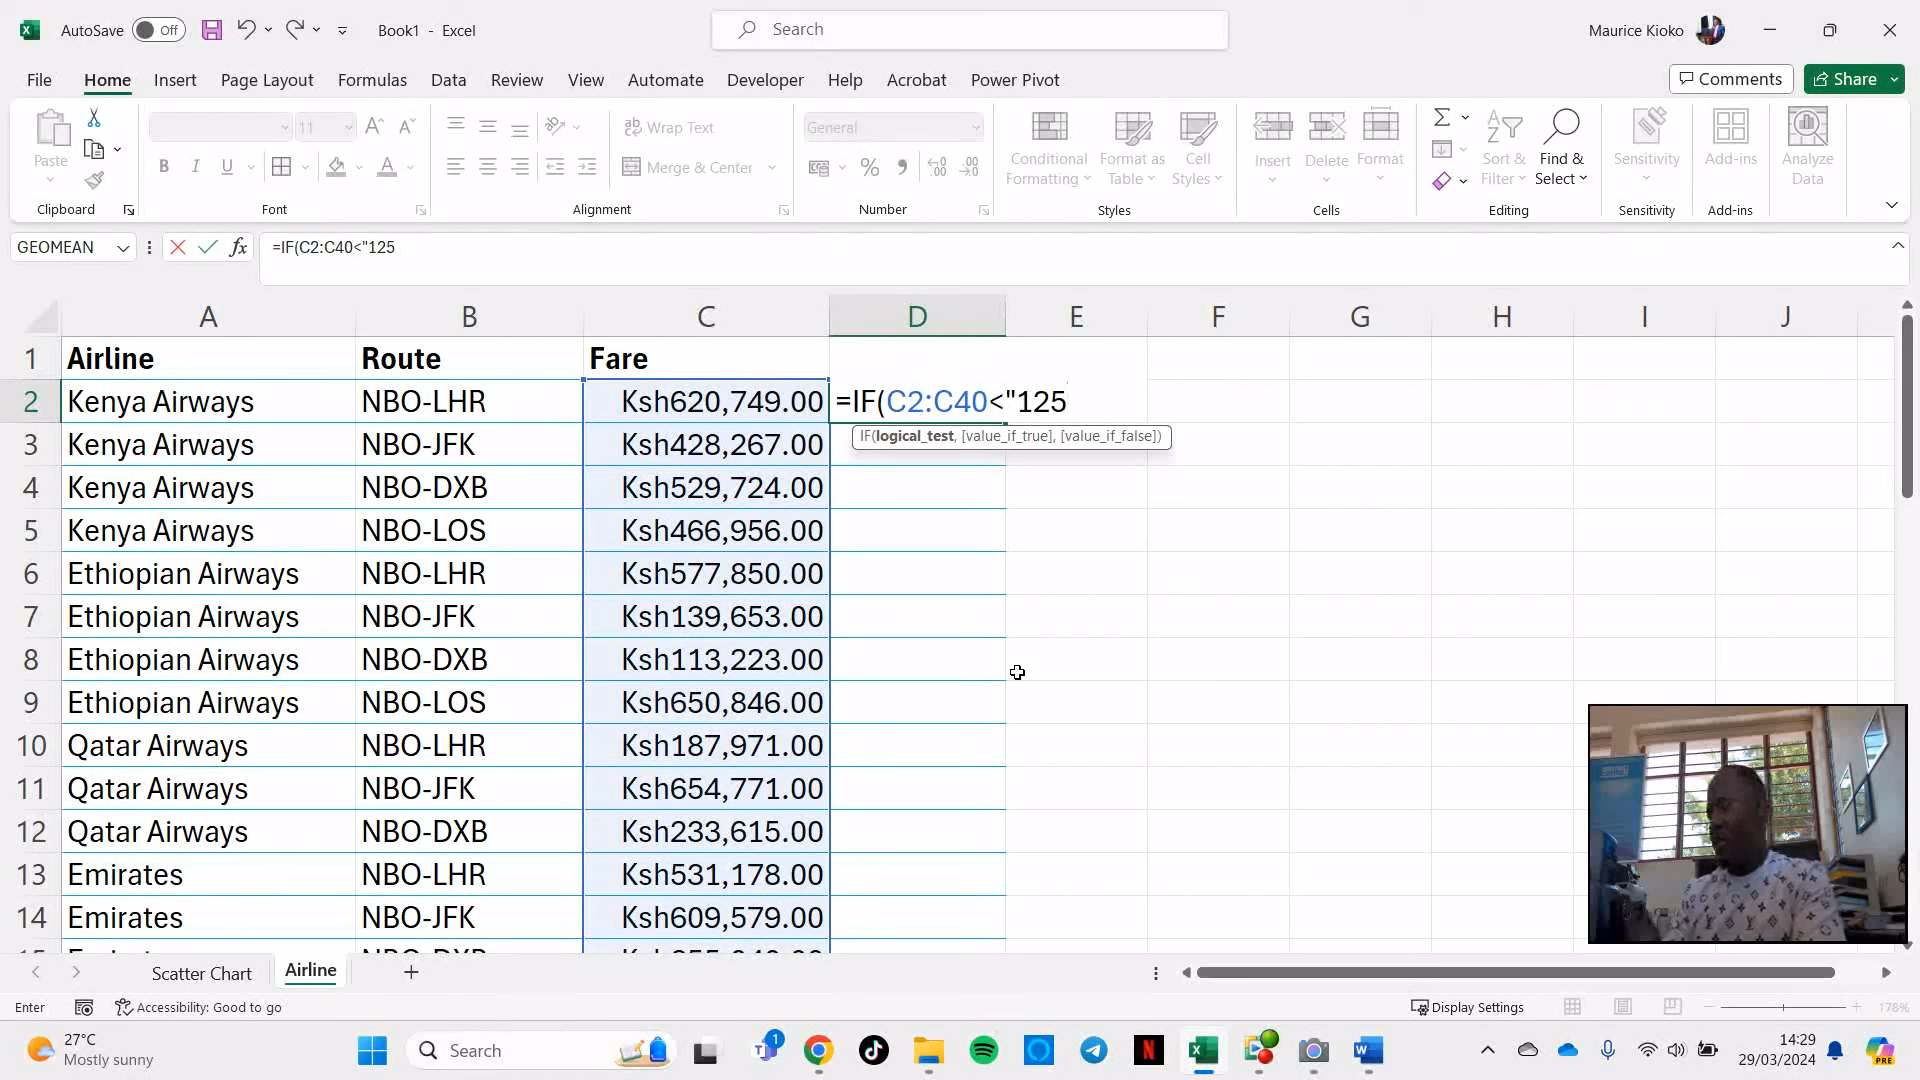 AutoSave Off Book1 - Excel Search Maurice Kioko
File Home Insert Page Layout Formulas Data Review View Automate Developer Help Acrobat Power Pivot Comments Share
Paste
11
B I U
ab Wrap Text
Merge & Center
General
Conditional Formatting
Format as Table
Cell Styles
Insert Delete Format
Sort & Filter
Find & Select
Sensitivity
Add-ins
Analyze Data
Clipboard Font Alignment Number Styles Cells Editing Sensitivity Add-ins
GEOMEAN fx =IF(C2:C40<"125
A B C D E F G H I J
1 Airline Route Fare
2 Kenya Airways NBO-LHR Ksh620,749.00 =IF(C2:C40<"125
IF(logical_test, [value_if_true], [value_if_false])
3 Kenya Airways NBO-JFK Ksh428,267.00
4 Kenya Airways NBO-DXB Ksh529,724.00
5 Kenya Airways NBO-LOS Ksh466,956.00
6 Ethiopian Airways NBO-LHR Ksh577,850.00
7 Ethiopian Airways NBO-JFK Ksh139,653.00
8 Ethiopian Airways NBO-DXB Ksh113,223.00
9 Ethiopian Airways NBO-LOS Ksh650,846.00
10 Qatar Airways NBO-LHR Ksh187,971.00
11 Qatar Airways NBO-JFK Ksh654,771.00
12 Qatar Airways NBO-DXB Ksh233,615.00
13 Emirates NBO-LHR Ksh531,178.00
14 Emirates NBO-JFK Ksh609,579.00
Scatter Chart Airline
Enter Accessibility: Good to go Display Settings 178%
27°C
Mostly sunny
Search
1
14:29
29/03/2024
PRE